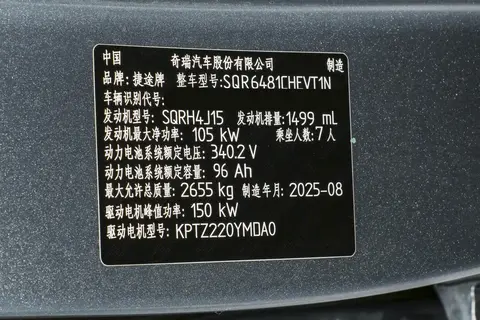 中国 奇瑞汽车股份有限公司 制造
品牌:捷途牌 整车型号:SQR6481CHEVT1N
车辆识别代号:
发动机型号:SQRH4J15 发动机排量:1499 mL
发动机最大净功率:105 kW 乘坐人数:7人
动力电池系统额定电压:340.2 V
动力电池系统额定容量:96 Ah
最大允许总质量:2655 kg 制造年月:2025-08
驱动电机峰值功率:150 kW
驱动电机型号:KPTZ220YMDA0